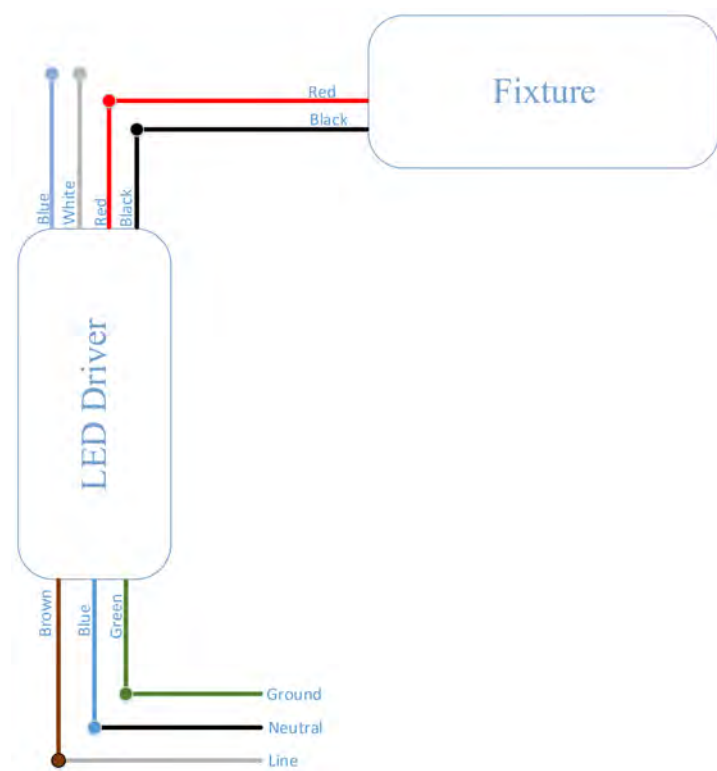 Fixture
Red
Black
Blue
White
Red
Black
LED Driver
Brown
Blue
Green
Ground
Neutral
Line